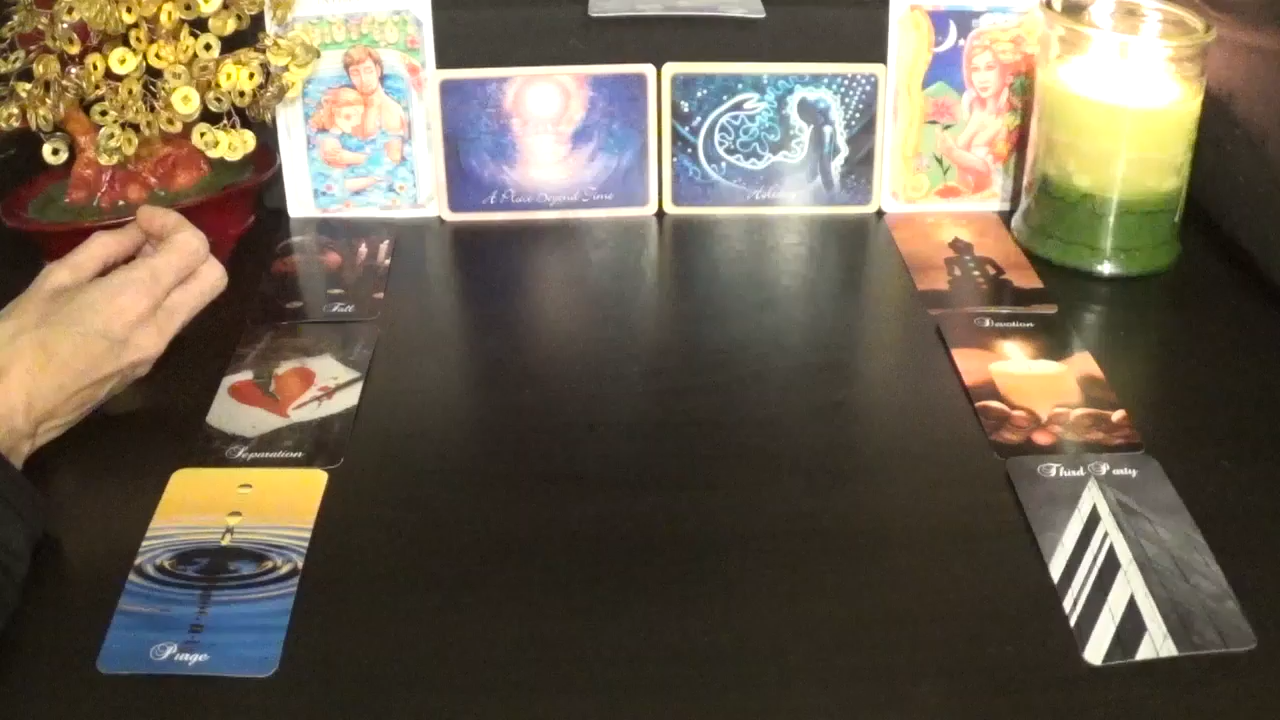 A Place Beyond Time
Fall
Devotion
Separation
Third Party
Purge